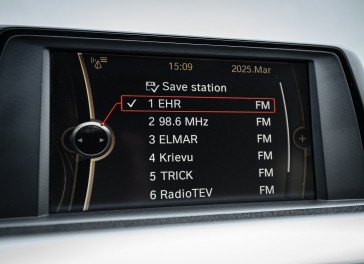 15:09 2025.Mar
Save station
1 EHR FM
2 98.6 MHz FM
3 ELMAR FM
4 Krievu FM
5 TRICK FM
6 RadioTEV FM